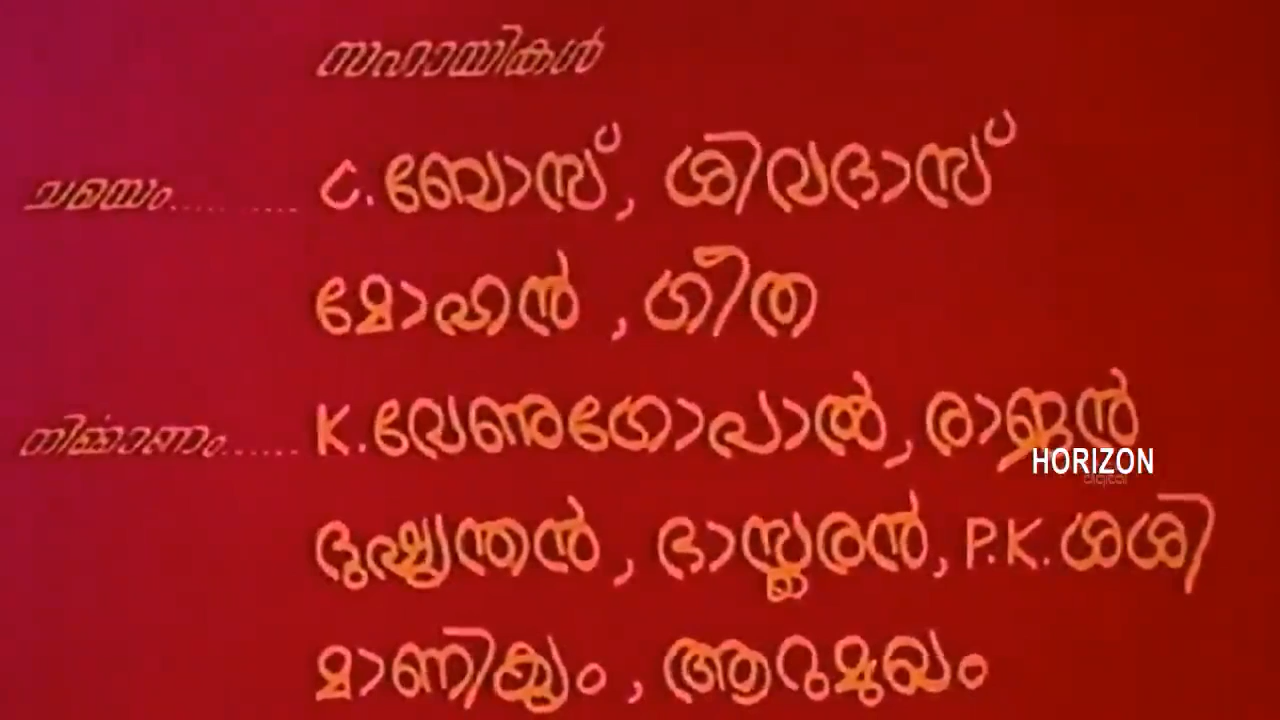 സഹായികൾ
ചമയം........... C. ബോസ്, ശിവദാസ്
മോഹൻ, ഗീത
നിർമ്മാണം...... K. വേണുഗോപാൽ, രാജൻ
HORIZON
ദുഷ്യന്തൻ, ഭാസ്ക്കരൻ, P.K. ശശി
മാണിക്യം, ആറുമുഖം